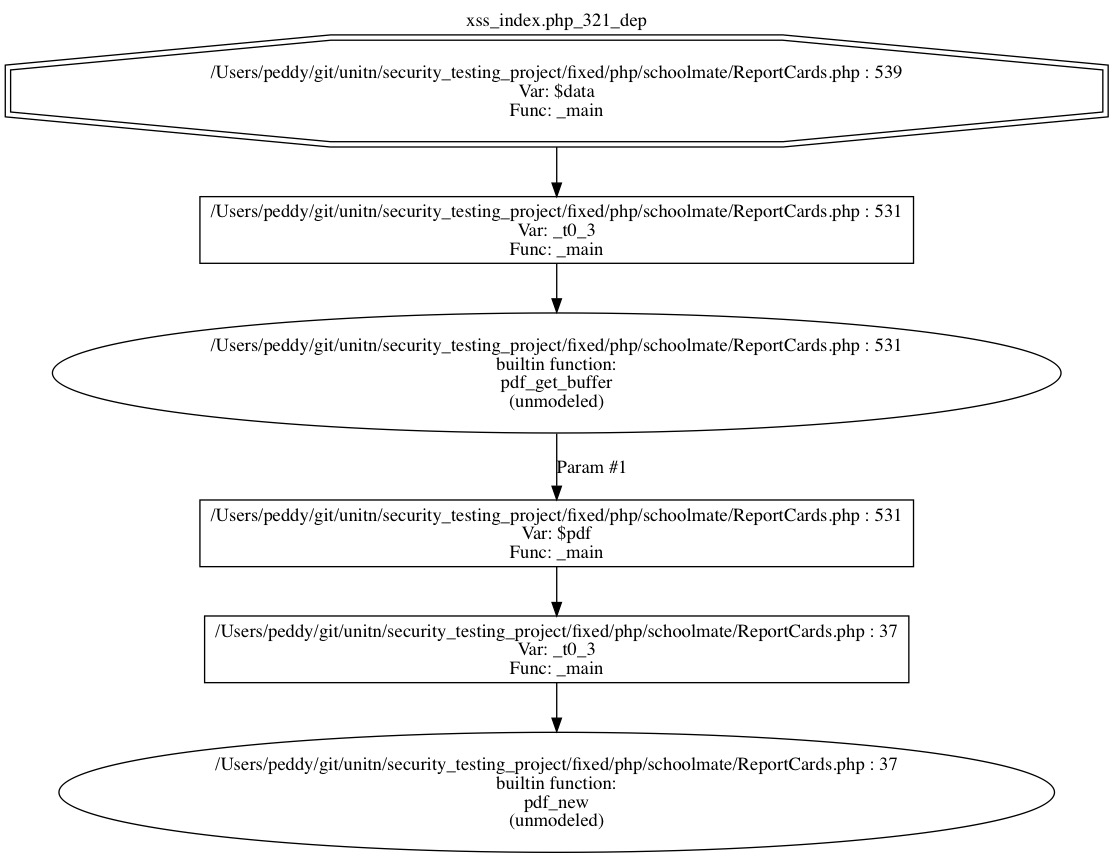 xss_index.php_321_dep
/Users/peddy/git/unitn/security_testing_project/fixed/php/schoolmate/ReportCards.php : 539
Var: $data
Func: _main
/Users/peddy/git/unitn/security_testing_project/fixed/php/schoolmate/ReportCards.php : 531
Var: _t0_3
Func: _main
/Users/peddy/git/unitn/security_testing_project/fixed/php/schoolmate/ReportCards.php : 531
builtin function:
pdf_get_buffer
(unmodeled)
Param #1
/Users/peddy/git/unitn/security_testing_project/fixed/php/schoolmate/ReportCards.php : 531
Var: $pdf
Func: _main
/Users/peddy/git/unitn/security_testing_project/fixed/php/schoolmate/ReportCards.php : 37
Var: _t0_3
Func: _main
/Users/peddy/git/unitn/security_testing_project/fixed/php/schoolmate/ReportCards.php : 37
builtin function:
pdf_new
(unmodeled)